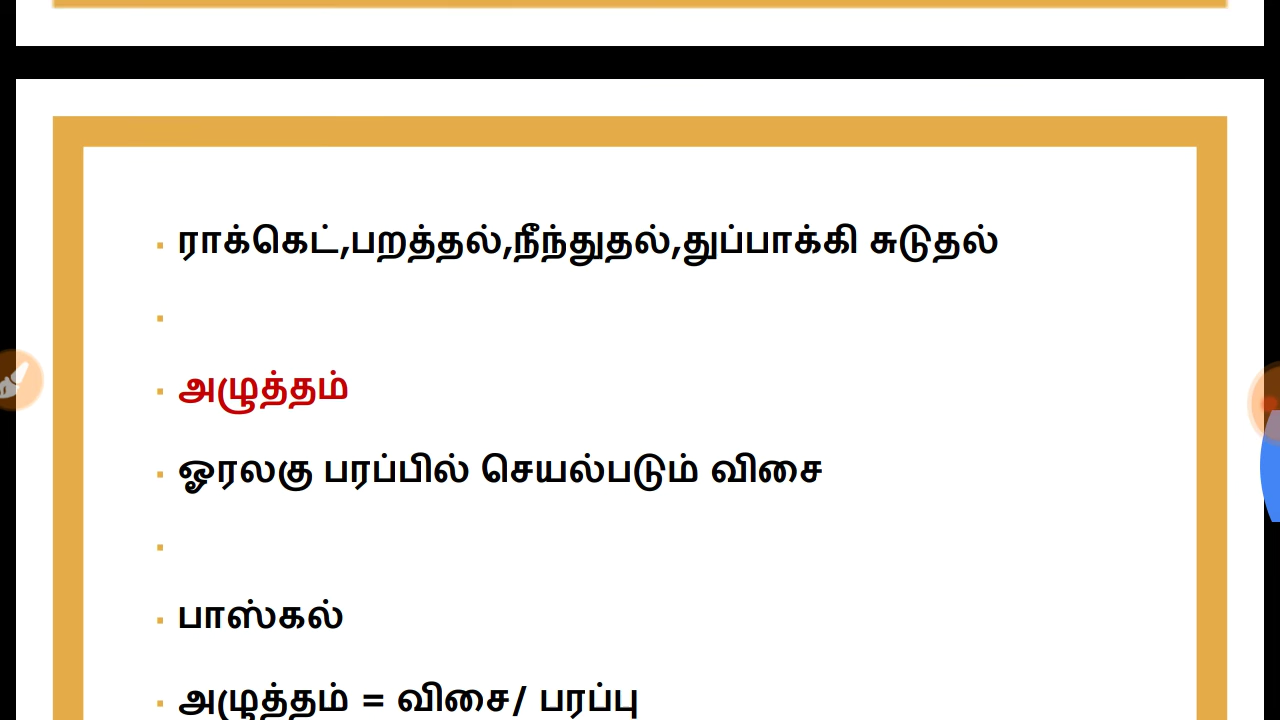 ராக்கெட்,பறத்தல்,நீந்துதல்,துப்பாக்கி சுடுதல்
அழுத்தம்
ஓரலகு பரப்பில் செயல்படும் விசை
பாஸ்கல்
அழுத்தம் = விசை/ பரப்பு